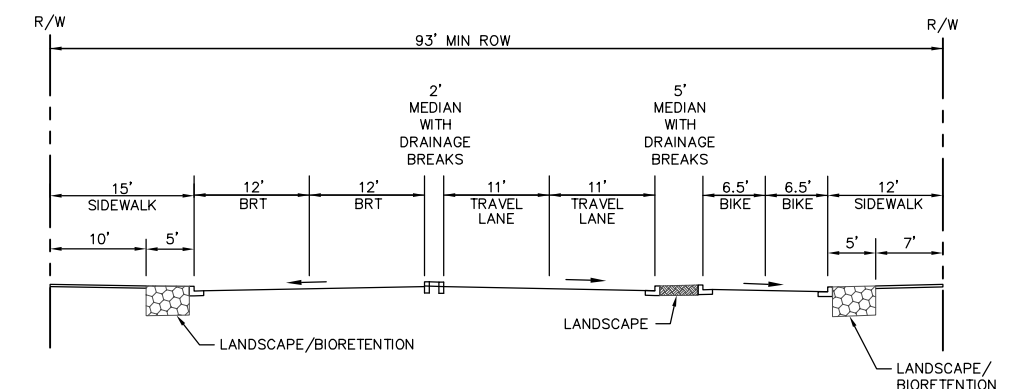 R/W
R/W
93' MIN ROW
2'
MEDIAN
WITH
DRAINAGE
BREAKS
5'
MEDIAN
WITH
DRAINAGE
BREAKS
15'
SIDEWALK
12'
BRT
12'
BRT
11'
TRAVEL
LANE
11'
TRAVEL
LANE
6.5'
BIKE
6.5'
BIKE
12'
SIDEWALK
10'
5'
5'
7'
LANDSCAPE
LANDSCAPE/BIORETENTION
LANDSCAPE/
BIORETENTION